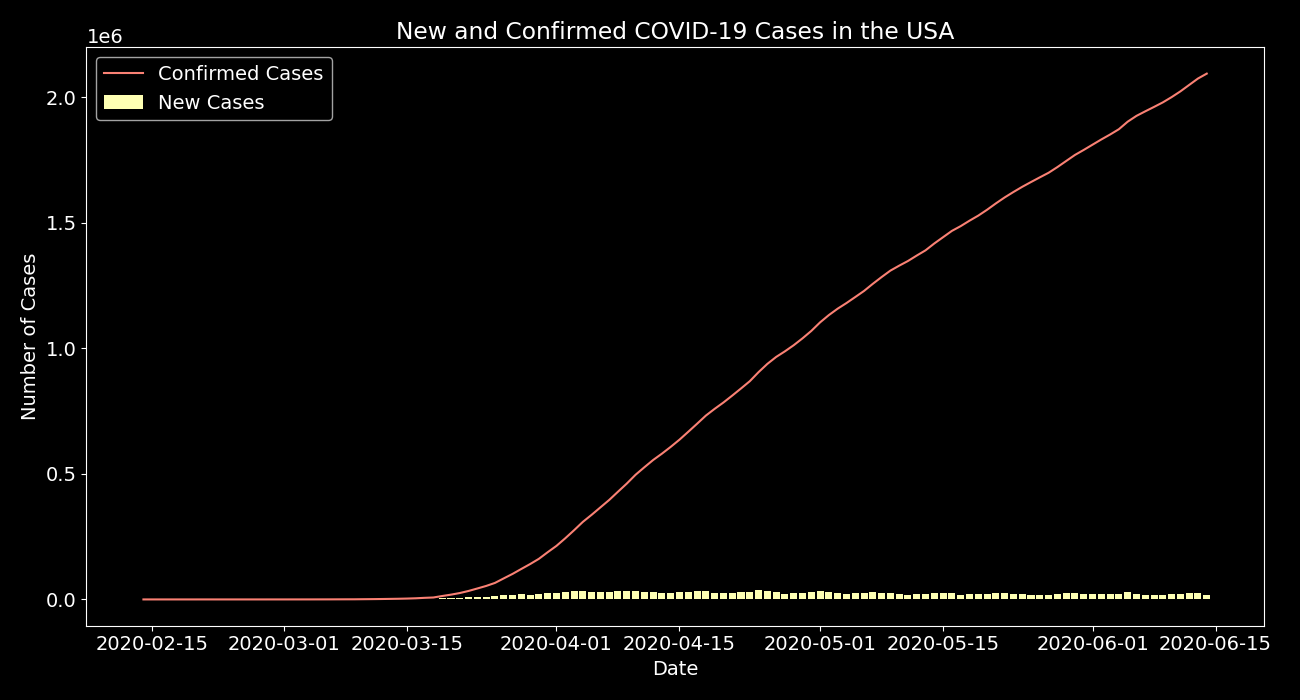 New and Confirmed COVID-19 Cases in the USA
1e6
Confirmed Cases
New Cases
2.0
1.5
1.0
0.5
0.0
Number of Cases
2020-02-15 2020-03-01 2020-03-15 2020-04-01 2020-04-15 2020-05-01 2020-05-15 2020-06-01 2020-06-15
Date